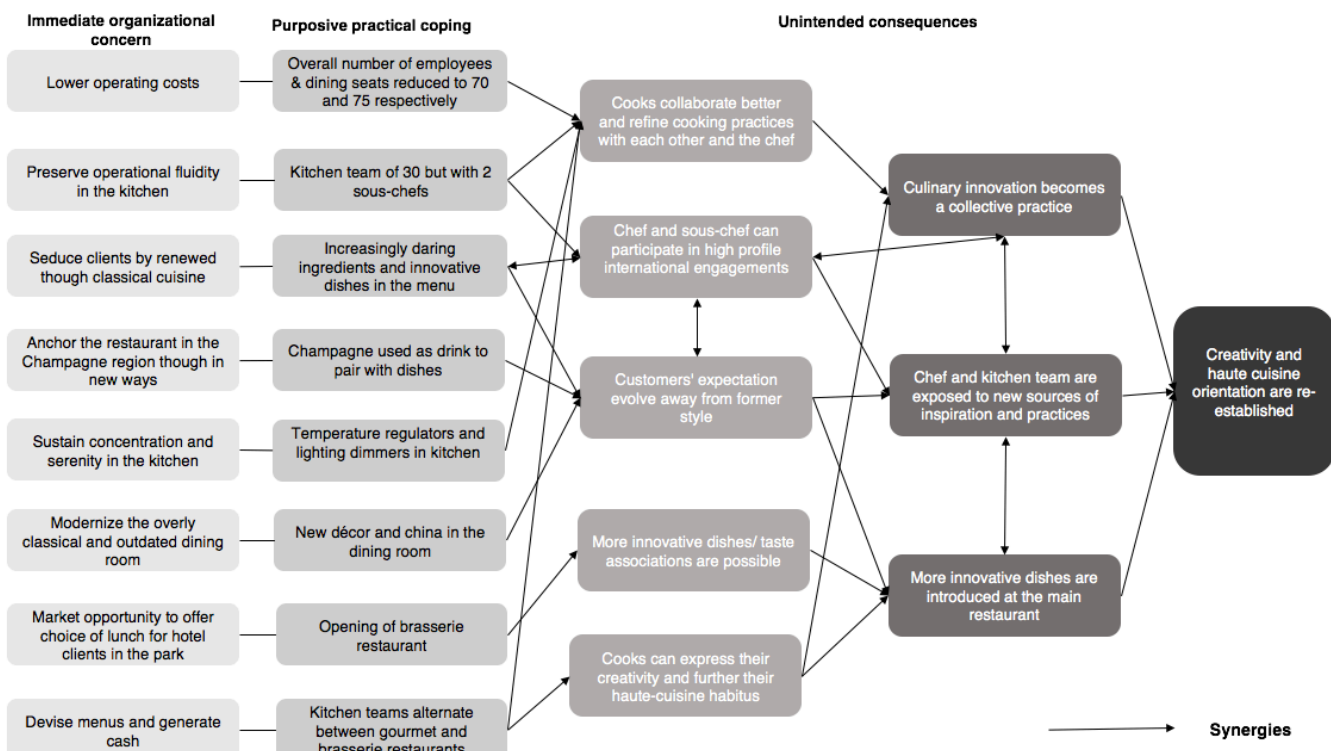 Immediate organizational
concern
Purposive practical coping
Unintended consequences
Lower operating costs
Overall number of employees
& dining seats reduced to 70
and 75 respectively
Preserve operational fluidity
in the kitchen
Kitchen team of 30 but with 2
sous-chefs
Seduce clients by renewed
though classical cuisine
Increasingly daring
ingredients and innovative
dishes in the menu
Anchor the restaurant in the
Champagne region though in
new ways
Champagne used as drink to
pair with dishes
Sustain concentration and
serenity in the kitchen
Temperature regulators and
lighting dimmers in kitchen
Modernize the overly
classical and outdated dining
room
New décor and china in the
dining room
Market opportunity to offer
choice of lunch for hotel
clients in the park
Opening of brasserie
restaurant
Devise menus and generate
cash
Kitchen teams alternate
between gourmet and
brasserie restaurants
Cooks collaborate better
and refine cooking practices
with each other and the chef
Chef and sous-chef can
participate in high profile
international engagements
Customers' expectation
evolve away from former
style
More innovative dishes/ taste
associations are possible
Cooks can express their
creativity and further their
haute-cuisine habitus
Culinary innovation becomes
a collective practice
Chef and kitchen team are
exposed to new sources of
inspiration and practices
More innovative dishes are
introduced at the main
restaurant
Creativity and
haute cuisine
orientation are re-
established
Synergies